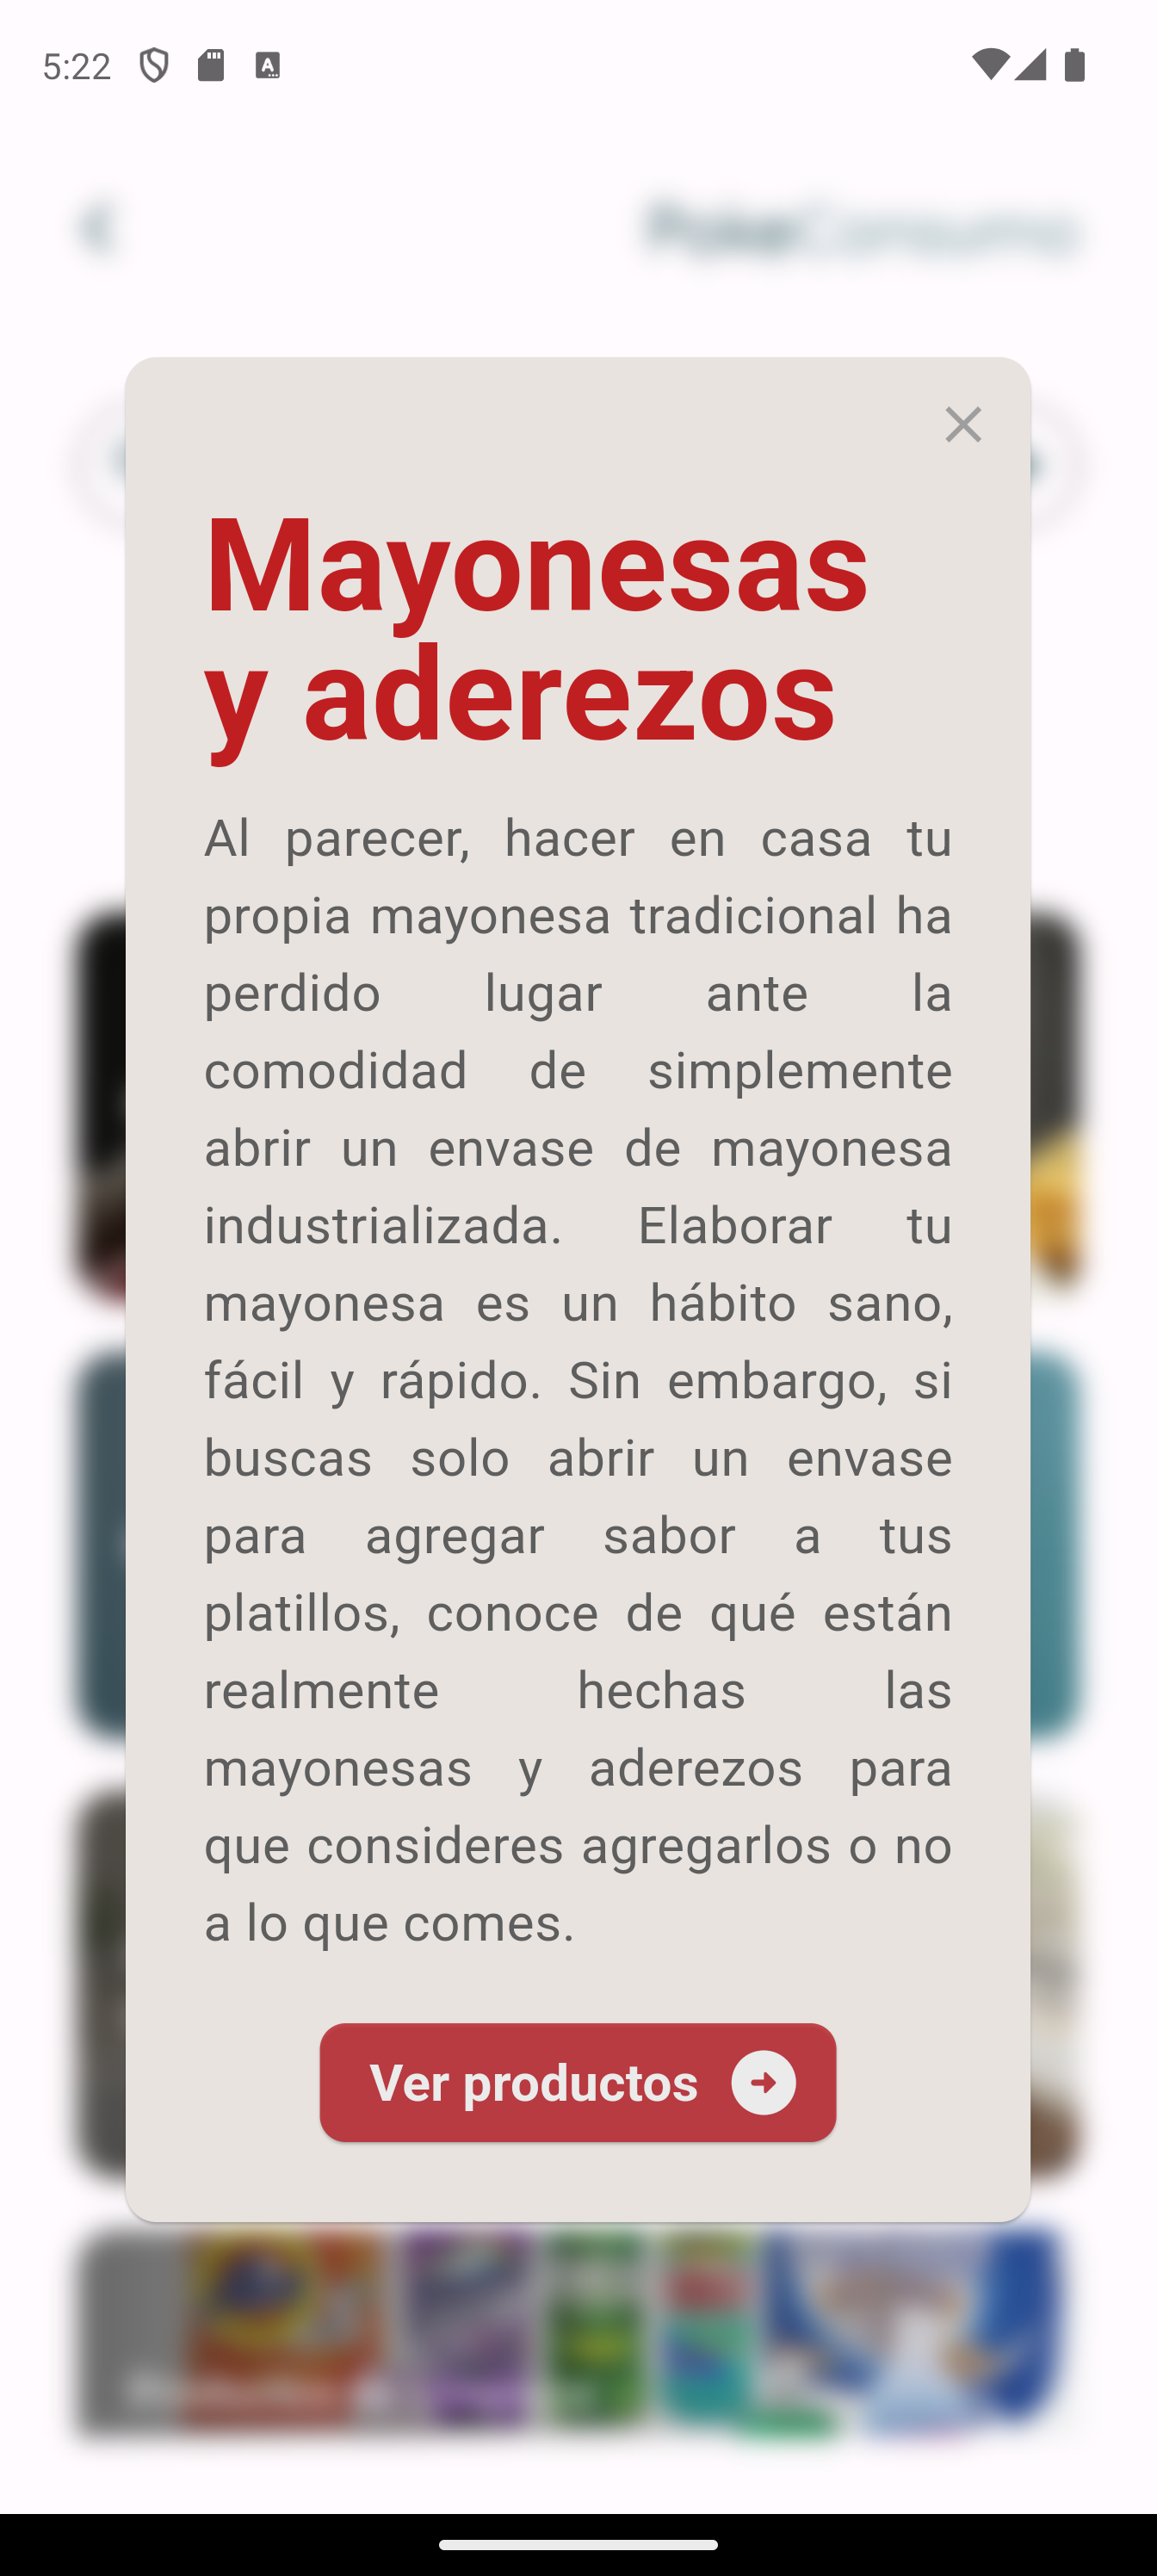 5:22
PokeConsumo
Mayonesas
y aderezos
Al parecer, hacer en casa tu
propia mayonesa tradicional ha
perdido lugar ante la
comodidad de simplemente
abrir un envase de mayonesa
industrializada. Elaborar tu
mayonesa es un hábito sano,
fácil y rápido. Sin embargo, si
buscas solo abrir un envase
para agregar sabor a tus
platillos, conoce de qué están
realmente hechas las
mayonesas y aderezos para
que consideres agregarlos o no
a lo que comes.
Ver productos